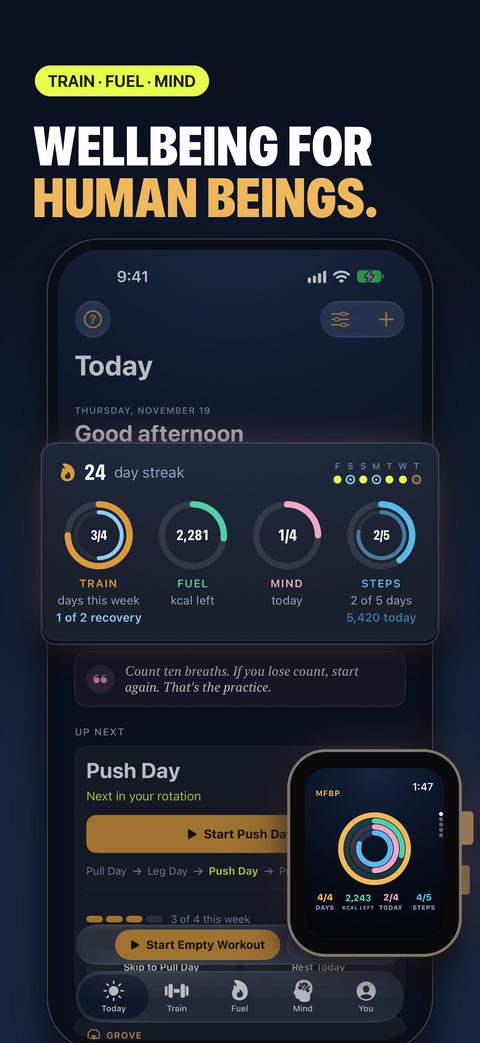 TRAIN · FUEL · MIND
WELLBEING FOR
HUMAN BEINGS.
9:41
?
Today
THURSDAY, NOVEMBER 19
Good afternoon
24 day streak
F S S M T W T
3/4
2,281
1/4
2/5
TRAIN
FUEL
MIND
STEPS
days this week
kcal left
today
2 of 5 days
1 of 2 recovery
5,420 today
Count ten breaths. If you lose count, start
again. That's the practice.
UP NEXT
Push Day
Next in your rotation
Start Push Da
Pull Day → Leg Day → Push Day → P
3 of 4 this week
Start Empty Workout
Skip to Pull Day
Rest Today
Today
Train
Fuel
Mind
You
GROVE
MFBP
1:47
4/4
2,243
2/4
4/5
DAYS
KCAL LEFT
TODAY
STEPS